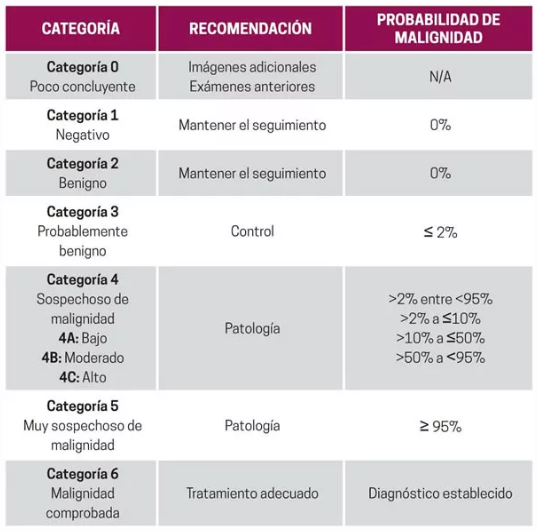 CATEGORÍA
RECOMENDACIÓN
PROBABILIDAD DE
MALIGNIDAD
Categoría 0
Poco concluyente
Imágenes adicionales
Exámenes anteriores
N/A
Categoría 1
Negativo
Mantener el seguimiento
0%
Categoría 2
Benigno
Mantener el seguimiento
0%
Categoría 3
Probablemente
benigno
Control
≤ 2%
Categoría 4
Sospechoso de
malignidad
4A: Bajo
4B: Moderado
4C: Alto
Patología
>2% entre <95%
>2% a ≤10%
>10% a ≤50%
>50% a <95%
Categoría 5
Muy sospechoso de
malignidad
Patología
≥ 95%
Categoría 6
Malignidad
comprobada
Tratamiento adecuado
Diagnóstico establecido